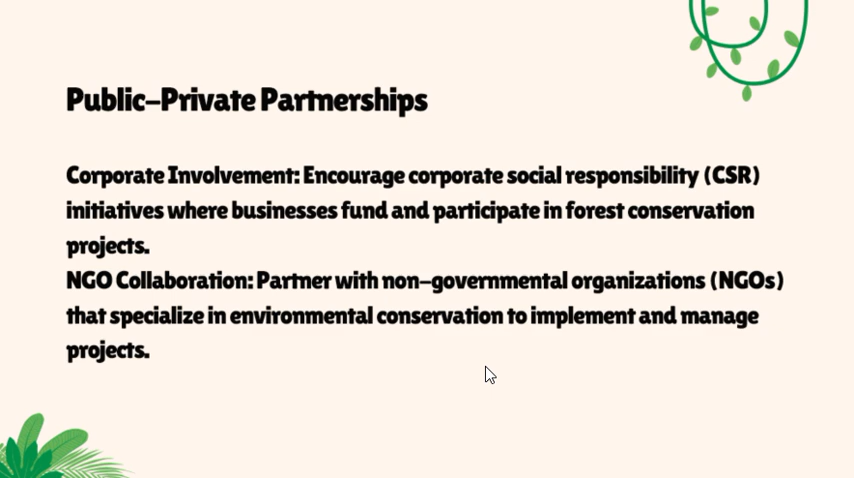 Public-Private Partnerships
Corporate Involvement: Encourage corporate social responsibility (CSR)
initiatives where businesses fund and participate in forest conservation
projects.
NGO Collaboration: Partner with non-governmental organizations (NGOs)
that specialize in environmental conservation to implement and manage
projects.